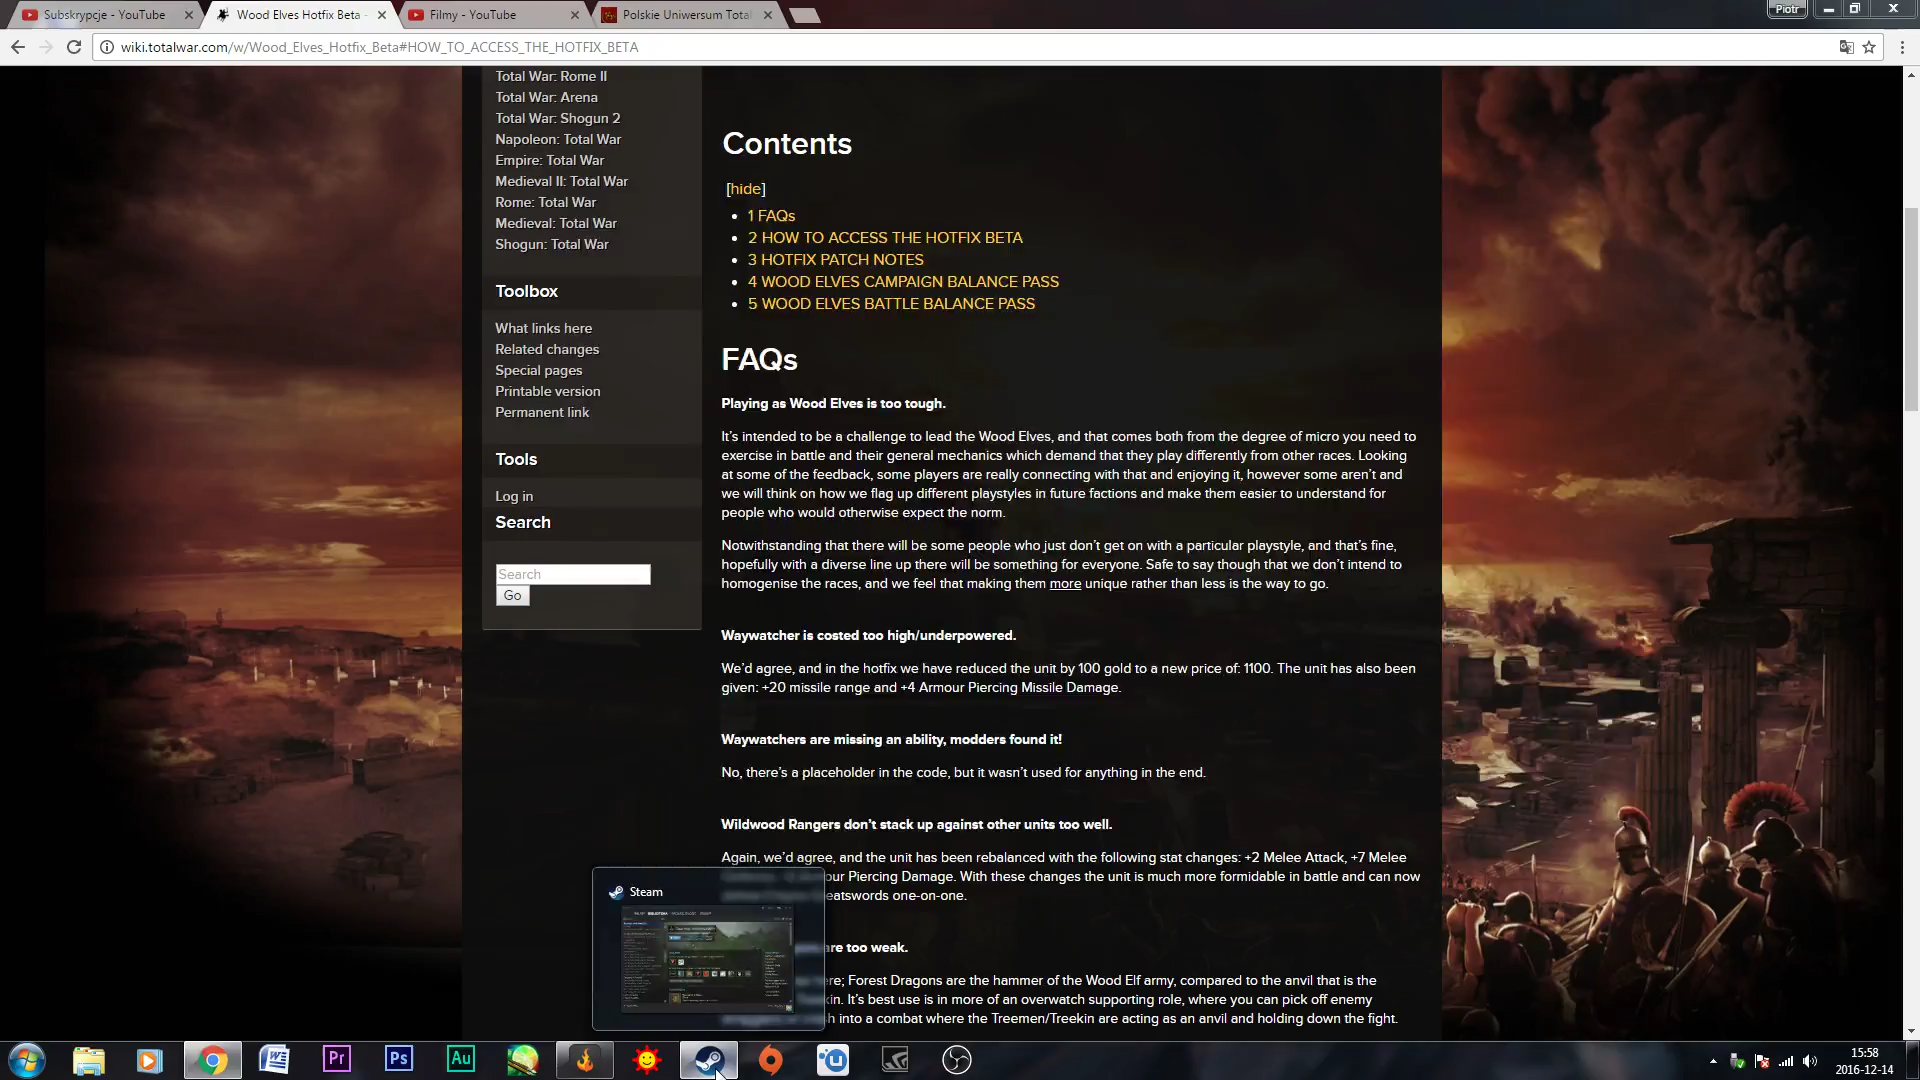 Subskrypcje - YouTube
Wood Elves Hotfix Beta -
Filmy - YouTube
Polskie Uniwersum Total
Piotr
wiki.totalwar.com/w/Wood_Elves_Hotfix_Beta#HOW_TO_ACCESS_THE_HOTFIX_BETA
Total War: Rome II
Total War: Arena
Total War: Shogun 2
Napoleon: Total War
Empire: Total War
Medieval II: Total War
Rome: Total War
Medieval: Total War
Shogun: Total War
Toolbox
What links here
Related changes
Special pages
Printable version
Permanent link
Tools
Log in
Search
Search
Go
Contents
[hide]
1 FAQs
2 HOW TO ACCESS THE HOTFIX BETA
3 HOTFIX PATCH NOTES
4 WOOD ELVES CAMPAIGN BALANCE PASS
5 WOOD ELVES BATTLE BALANCE PASS
FAQs
Playing as Wood Elves is too tough.
It's intended to be a challenge to lead the Wood Elves, and that comes both from the degree of micro you need to
exercise in battle and their general mechanics which demand that they play differently from other races. Looking
at some of the feedback, some players are really connecting with that and enjoying it, however some aren't and
we will think on how we flag up different playstyles in future factions and make them easier to understand for
people who would otherwise expect the norm.
Notwithstanding that there will be some people who just don't get on with a particular playstyle, and that's fine,
hopefully with a diverse line up there will be something for everyone. Safe to say though that we don't intend to
homogenise the races, and we feel that making them more unique rather than less is the way to go.
Waywatcher is costed too high/underpowered.
We'd agree, and in the hotfix we have reduced the unit by 100 gold to a new price of: 1100. The unit has also been
given: +20 missile range and +4 Armour Piercing Missile Damage.
Waywatchers are missing an ability, modders found it!
No, there's a placeholder in the code, but it wasn't used for anything in the end.
Wildwood Rangers don't stack up against other units too well.
Again, we'd agree, and the unit has been rebalanced with the following stat changes: +2 Melee Attack, +7 Melee
our Piercing Damage. With these changes the unit is much more formidable in battle and can now
eatswords one-on-one.
are too weak.
ere; Forest Dragons are the hammer of the Wood Elf army, compared to the anvil that is the
kin. It's best use is in more of an overwatch supporting role, where you can pick off enemy
into a combat where the Treemen/Treekin are acting as an anvil and holding down the fight.
Steam
Pr
Ps
Au
15:58
2016-12-14